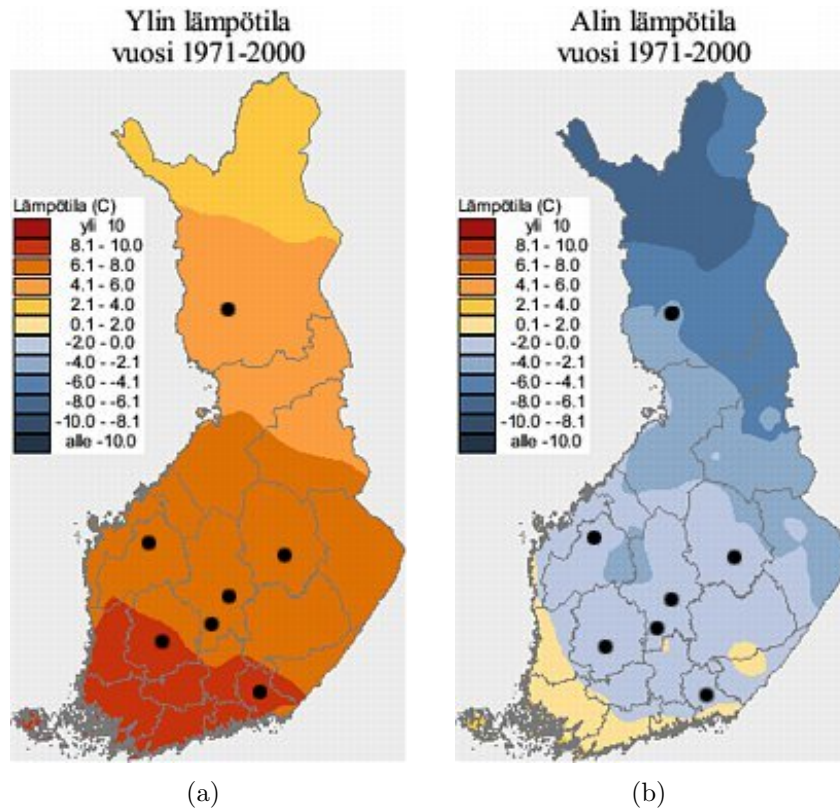 Ylin lämpötila
vuosi 1971-2000
Lämpötila (C)
yli 10
8.1 - 10.0
6.1 - 8.0
4.1 - 6.0
2.1 - 4.0
0.1 - 2.0
-2.0 - 0.0
-4.0 - -2.1
-6.0 - -4.1
-8.0 - -6.1
-10.0 - -8.1
alle -10.0
(a)
Alin lämpötila
vuosi 1971-2000
Lämpötila (C)
yli 10
8.1 - 10.0
6.1 - 8.0
4.1 - 6.0
2.1 - 4.0
0.1 - 2.0
-2.0 - 0.0
-4.0 - -2.1
-6.0 - -4.1
-8.0 - -6.1
-10.0 - -8.1
alle -10.0
(b)